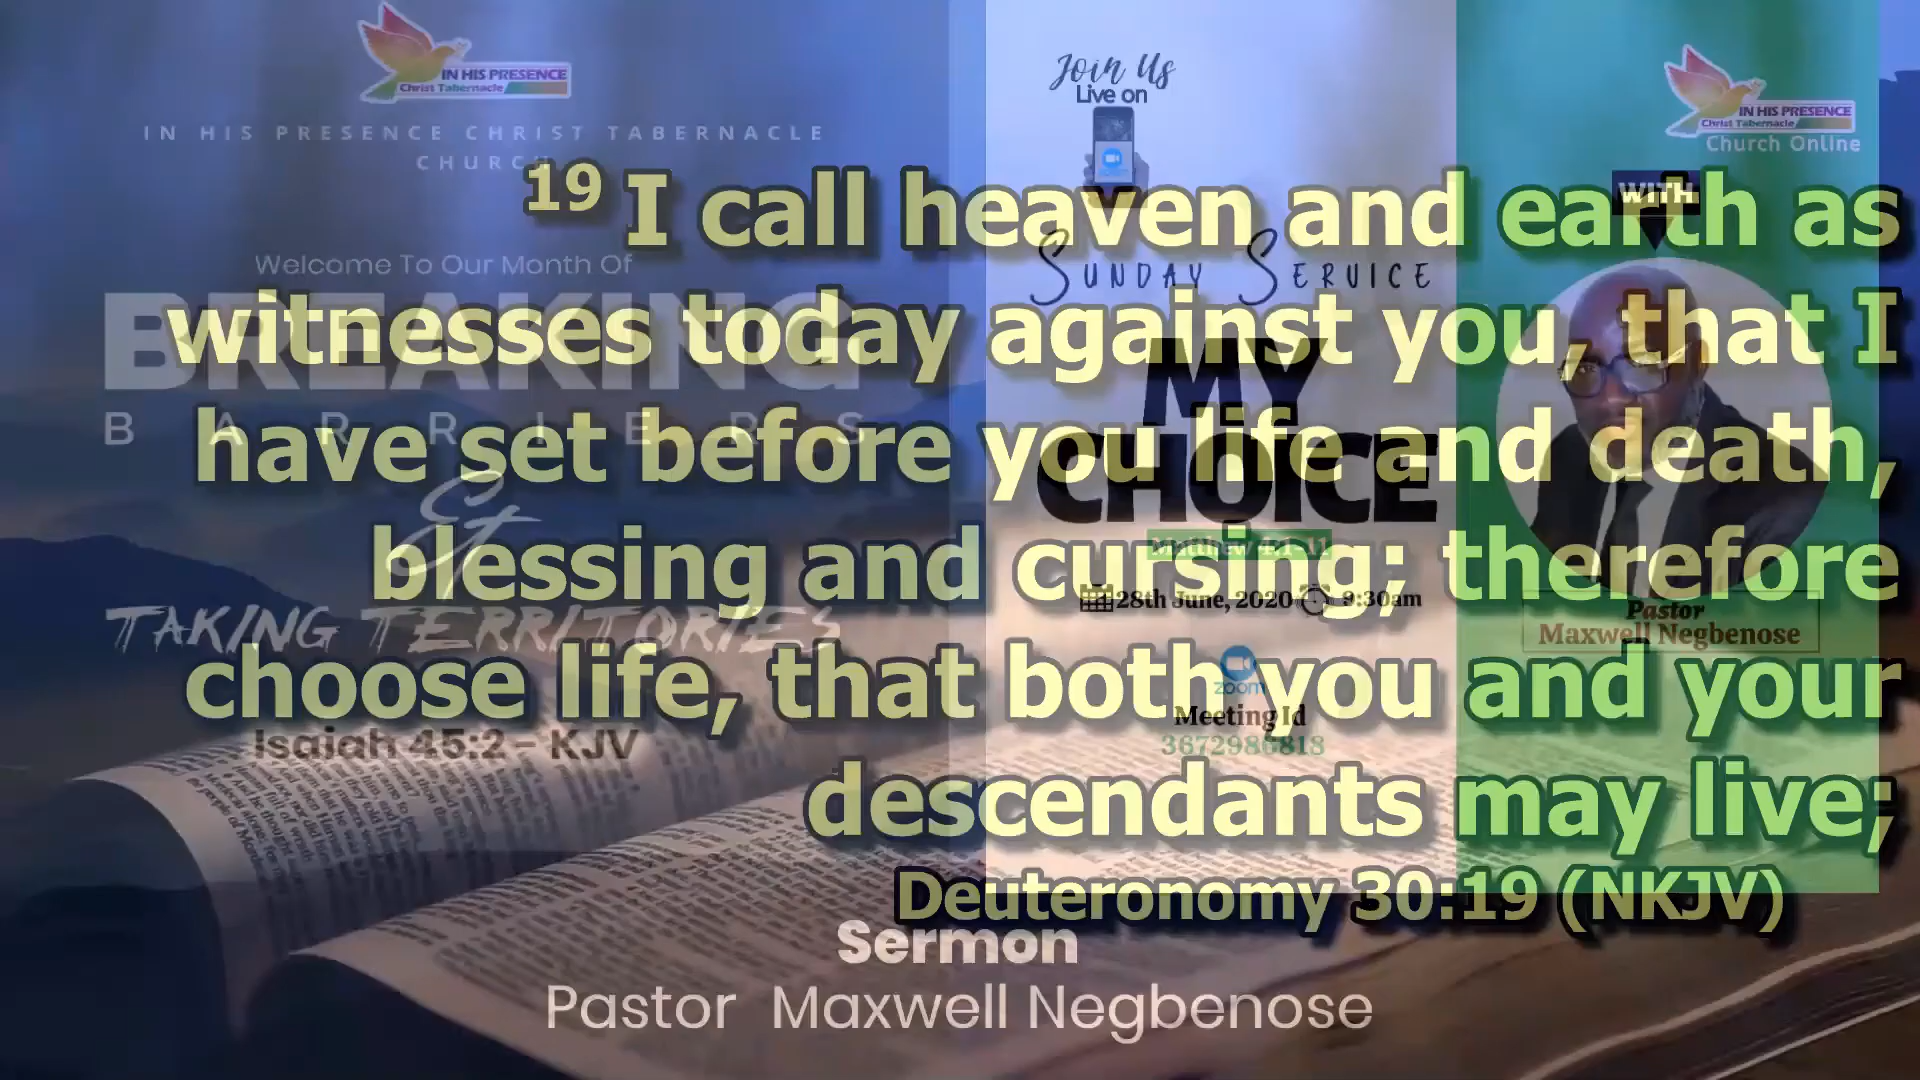 IN HIS PRESENCE
Christ Tabernacle
IN HIS PRESENCE CHRIST TABERNACLE
CHURCH
Welcome To Our Month Of
BREAKING
BARRIERS
&
TAKING TERRITORIES
Isaiah 45:2 - KJV
Join Us
Live on
SUNDAY SERVICE
MY
CHOICE
Matthew 4:1-11
28th June, 2020 9:30am
zoom
Meeting Id
IN HIS PRESENCE
Christ Tabernacle
Church Online
WITH
Pastor
Maxwell Negbenose
19 I call heaven and earth as
witnesses today against you, that I
have set before you life and death,
blessing and cursing; therefore
choose life, that both you and your
descendants may live;
Deuteronomy 30:19 (NKJV)
Sermon
Pastor Maxwell Negbenose